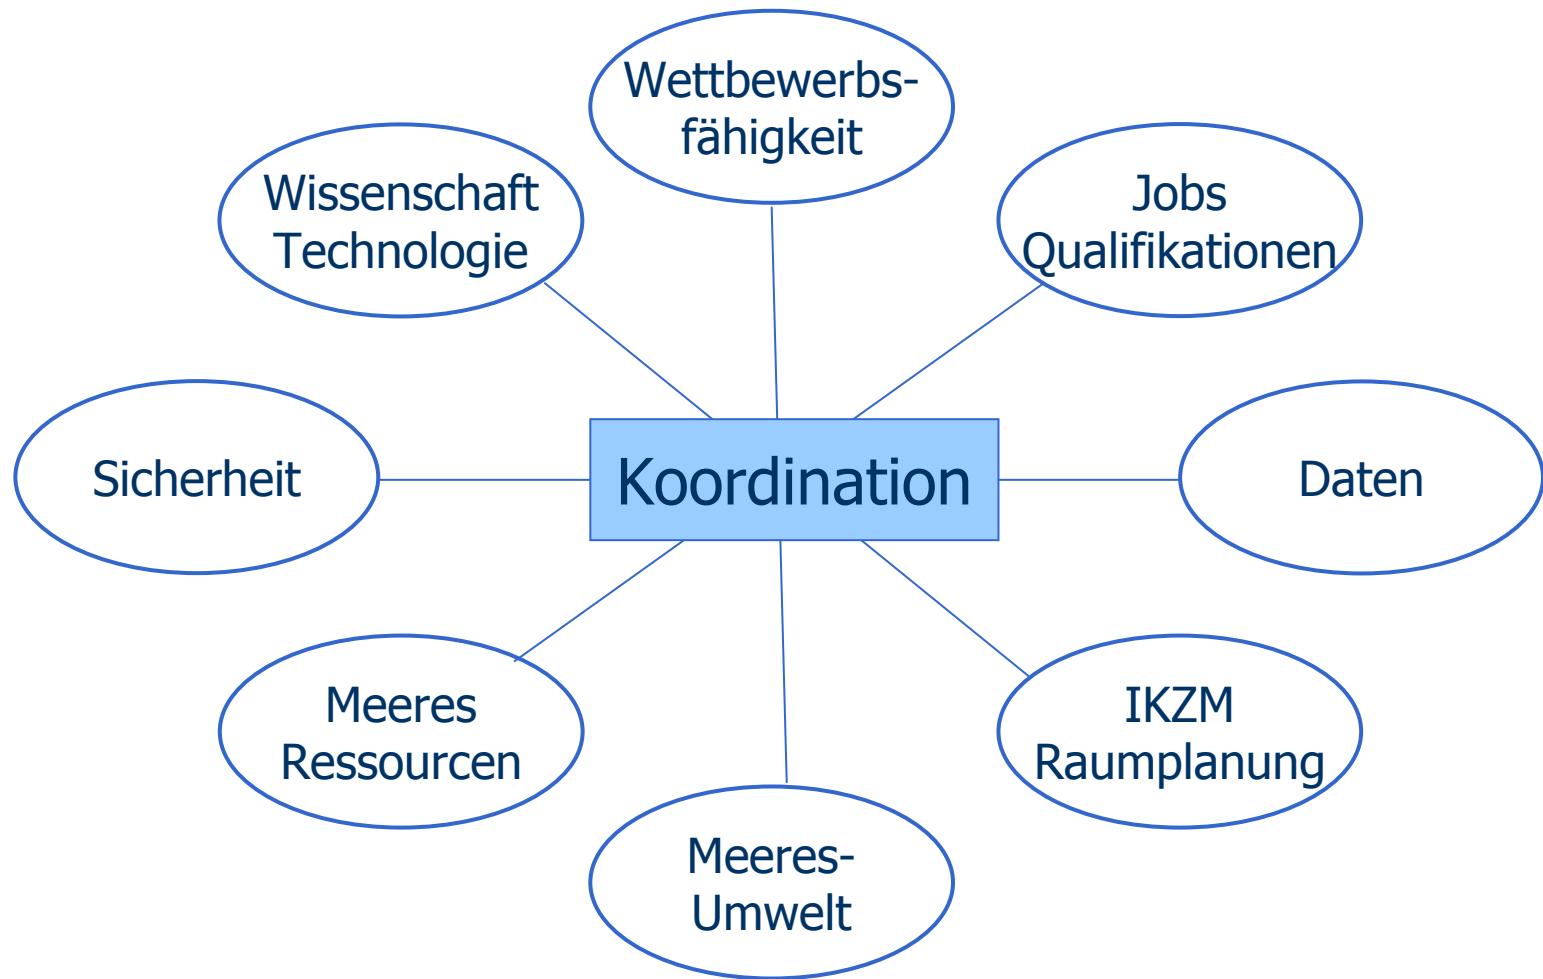 Wettbewerbs-
fähigkeit
Wissenschaft
Technologie
Jobs
Qualifikationen
Sicherheit
Koordination
Daten
Meeres
Ressourcen
IKZM
Raumplanung
Meeres-
Umwelt